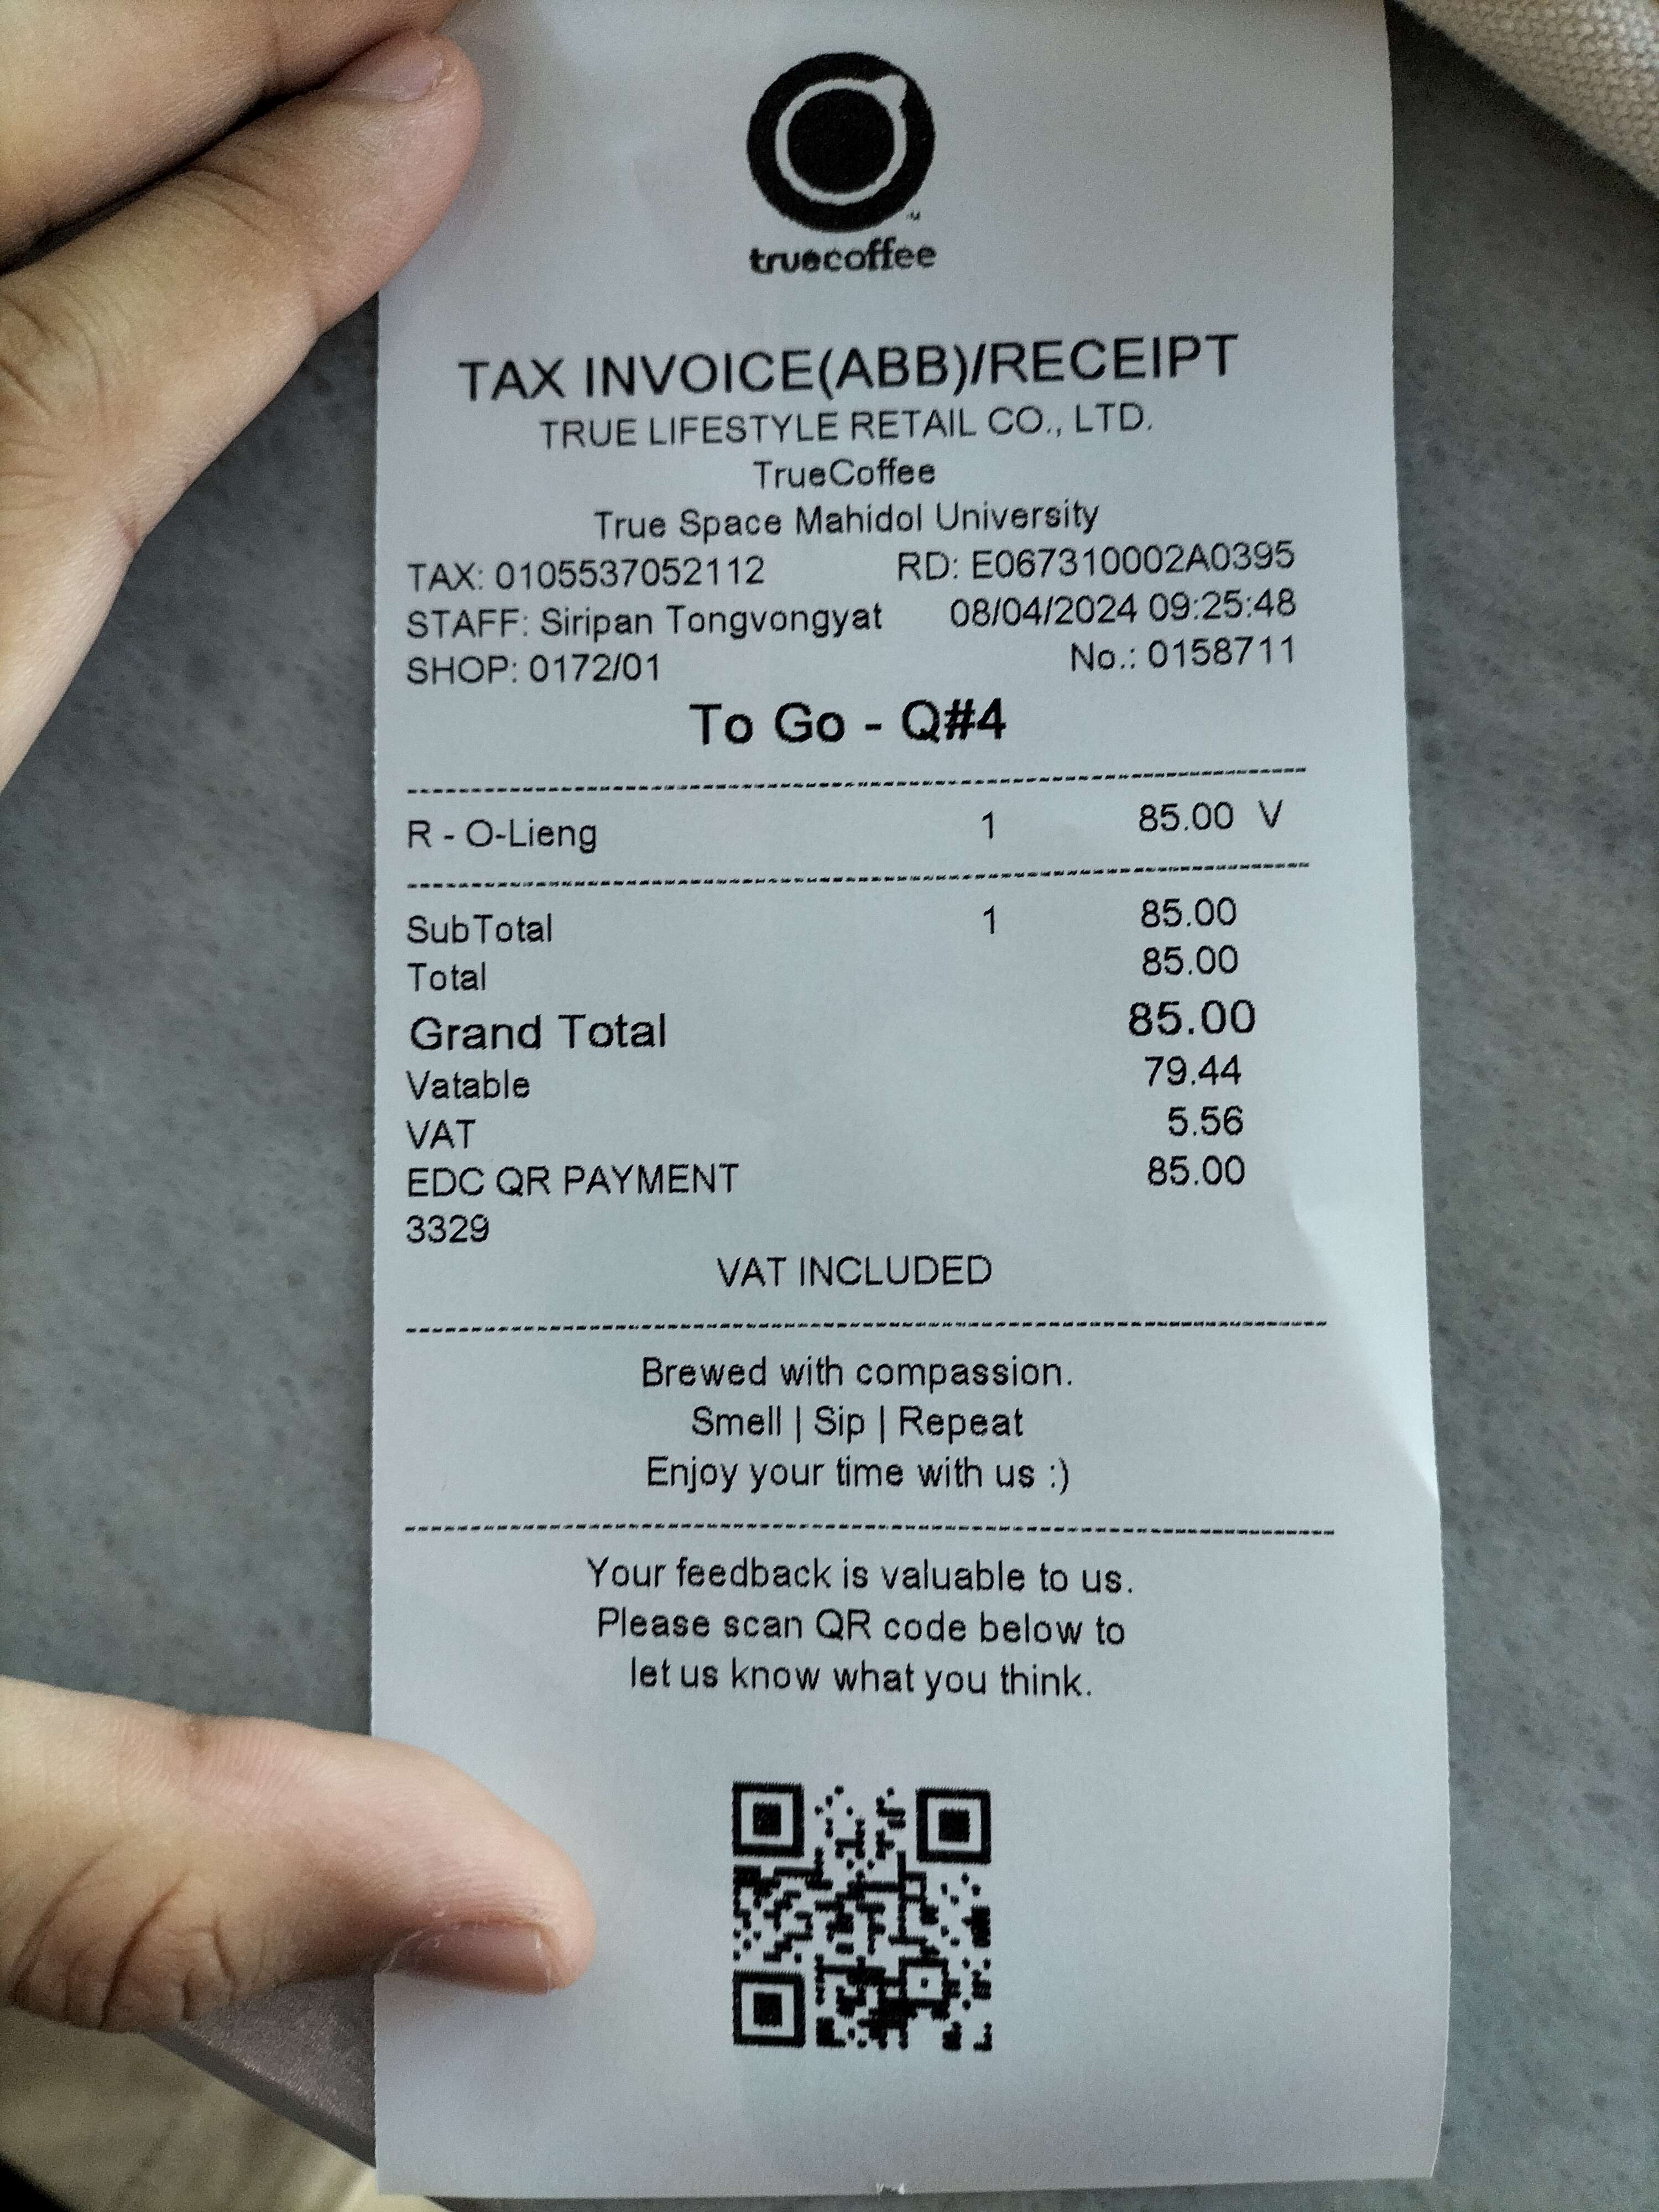 truecoffee
TAX INVOICE(ABB)/RECEIPT
TRUE LIFESTYLE RETAIL CO., LTD.
TrueCoffee
True Space Mahidol University
TAX: 0105537052112 RD: E067310002A0395
STAFF: Siripan Tongvongyat 08/04/2024 09:25:48
SHOP: 0172/01 No.: 0158711
To Go - Q#4
R - O-Lieng 1 85.00 V
SubTotal 1 85.00
Total 85.00
Grand Total 85.00
Vatable 79.44
VAT 5.56
EDC QR PAYMENT 85.00
3329
VAT INCLUDED
Brewed with compassion.
Smell | Sip | Repeat
Enjoy your time with us :)
Your feedback is valuable to us.
Please scan QR code below to
let us know what you think.